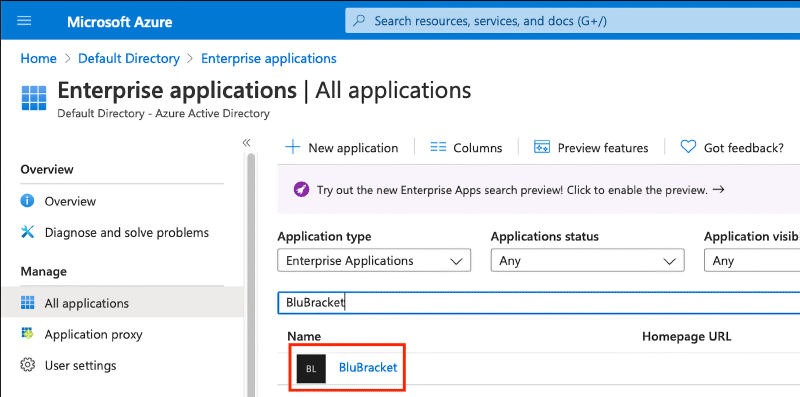 Microsoft Azure
Search resources, services, and docs (G+/)
Home > Default Directory > Enterprise applications
Enterprise applications | All applications
Default Directory - Azure Active Directory
«
Overview
Overview
Diagnose and solve problems
Manage
All applications
Application proxy
User settings
New application
Columns
Preview features
Got feedback?
Try out the new Enterprise Apps search preview! Click to enable the preview. →
Application type
Applications status
Application visibi
Enterprise Applications
Any
Any
BluBracket
Name
Homepage URL
BL
BluBracket